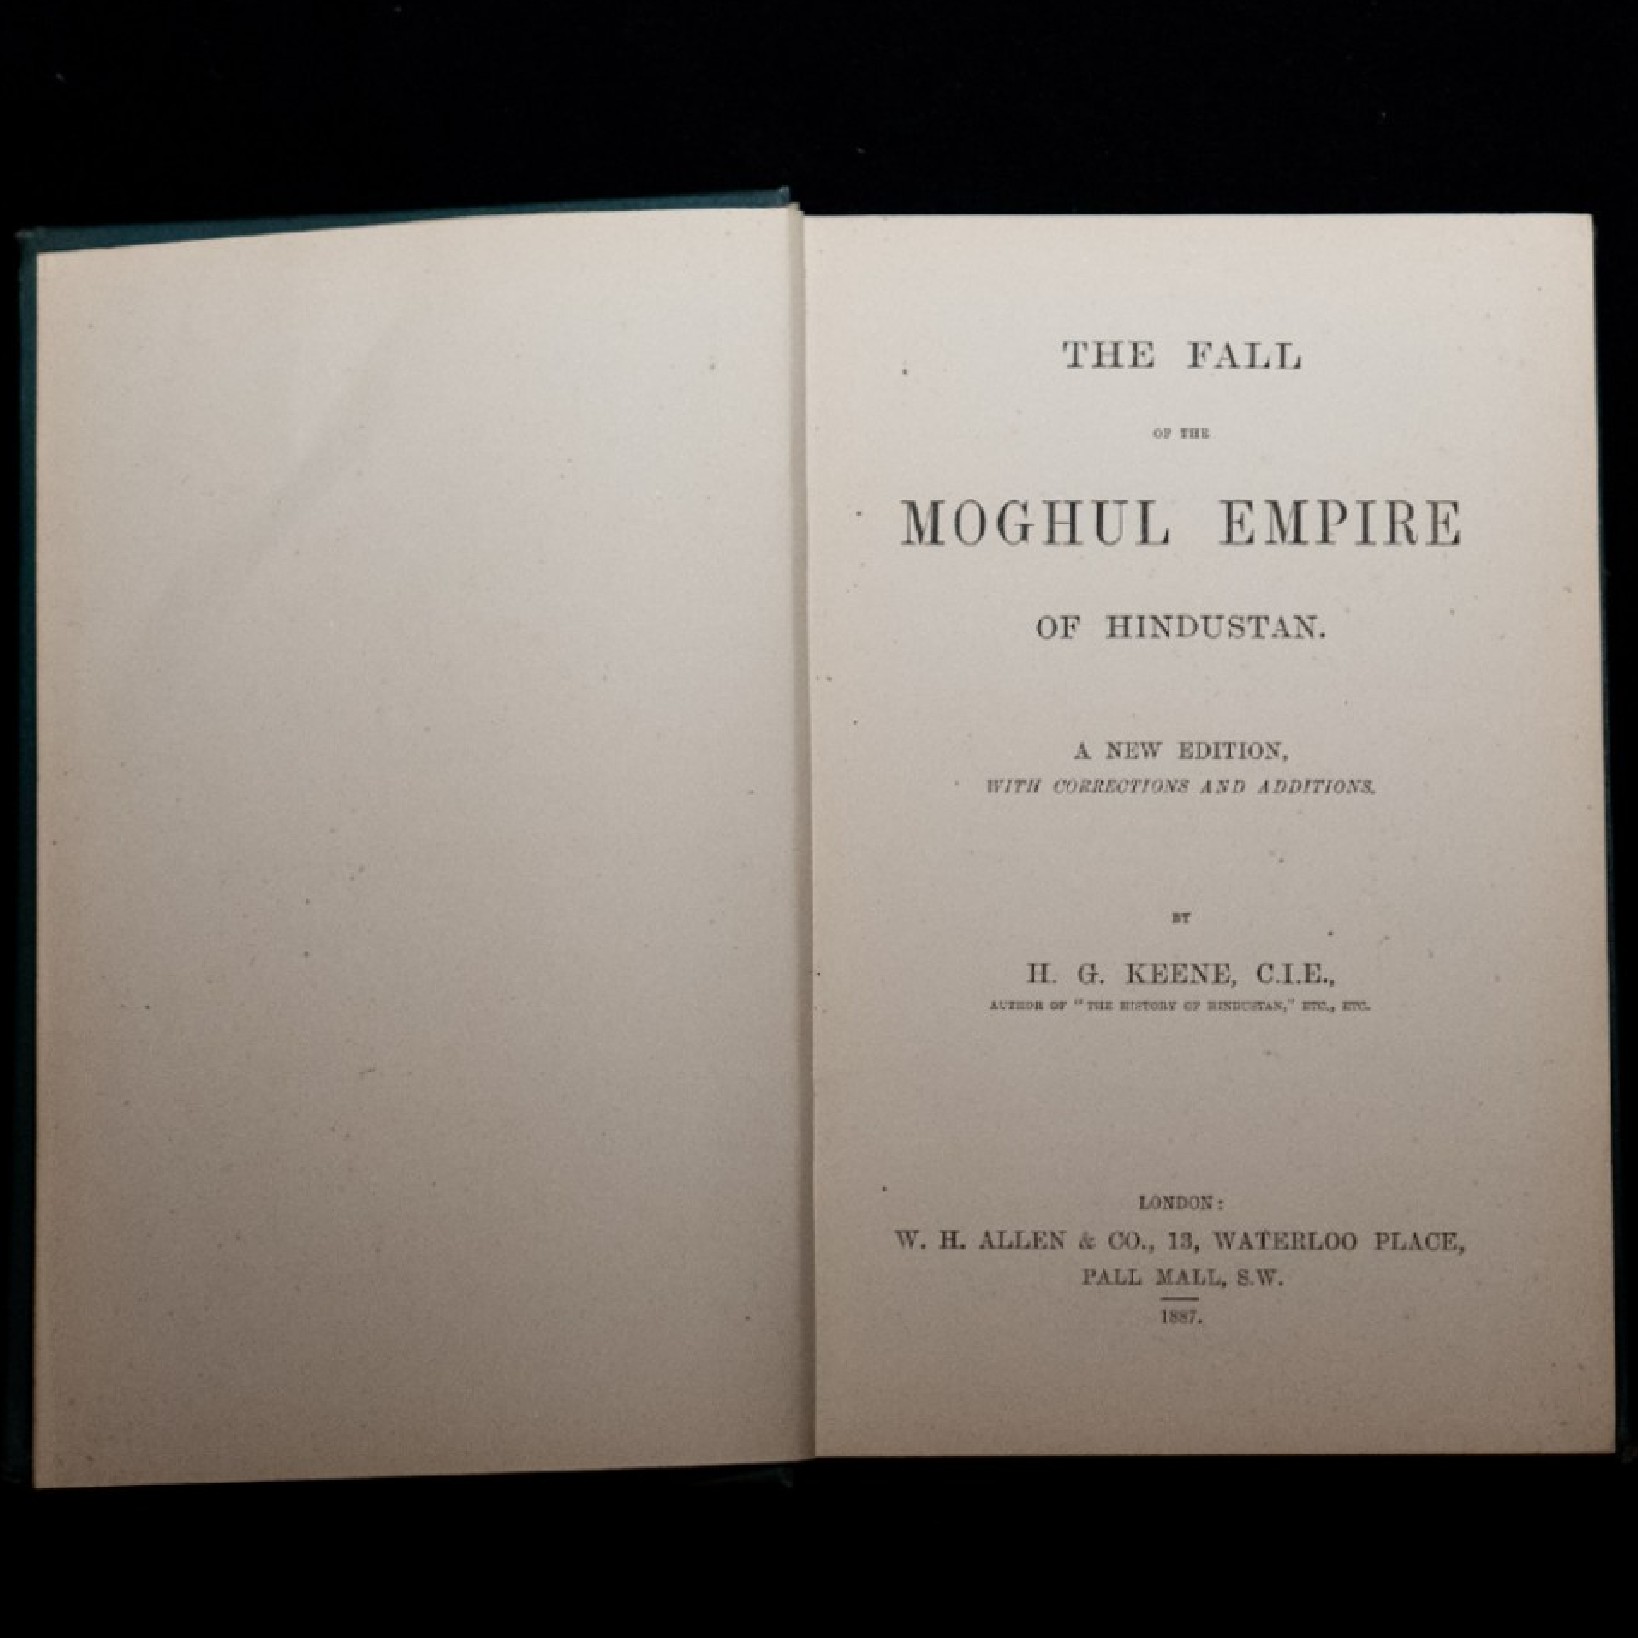 THE FALL
OF THE
MOGHUL EMPIRE
OF HINDUSTAN.
A NEW EDITION,
WITH CORRECTIONS AND ADDITIONS.
BY
H. G. KEENE, C.I.E.,
AUTHOR OF "THE HISTORY OF HINDUSTAN," ETC., ETC.
LONDON:
W. H. ALLEN & CO., 13, WATERLOO PLACE,
PALL MALL, S.W.
1887.